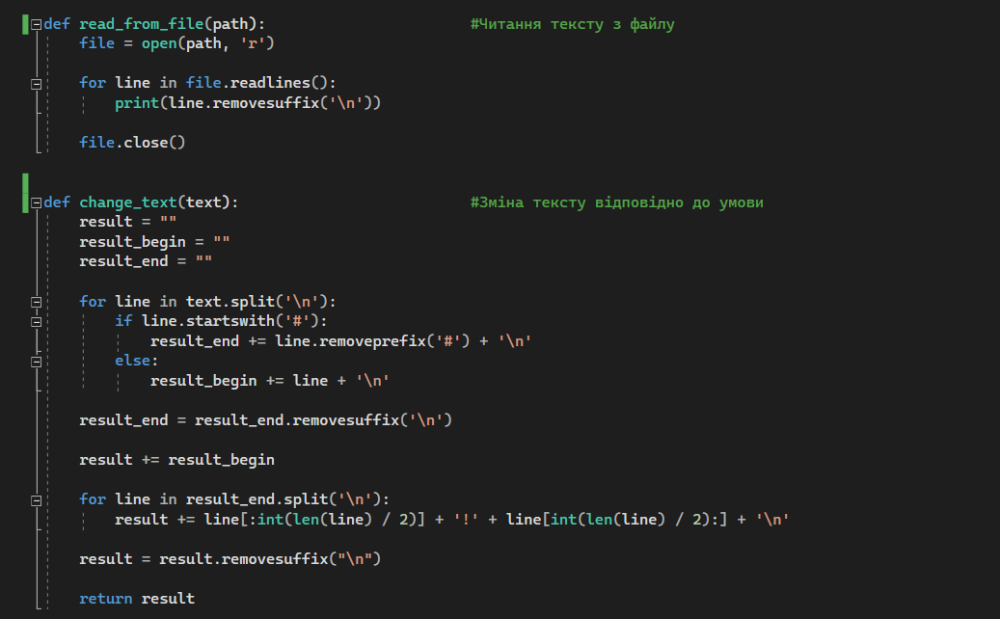 def read_from_file(path): #Читання тексту з файлу
    file = open(path, 'r')

    for line in file.readlines():
        print(line.removesuffix('\n'))

    file.close()


def change_text(text): #Зміна тексту відповідно до умови
    result = ""
    result_begin = ""
    result_end = ""

    for line in text.split('\n'):
        if line.startswith('#'):
            result_end += line.removeprefix('#') + '\n'
        else:
            result_begin += line + '\n'

    result_end = result_end.removesuffix('\n')

    result += result_begin

    for line in result_end.split('\n'):
        result += line[:int(len(line) / 2)] + '!' + line[int(len(line) / 2):] + '\n'

    result = result.removesuffix("\n")

    return result